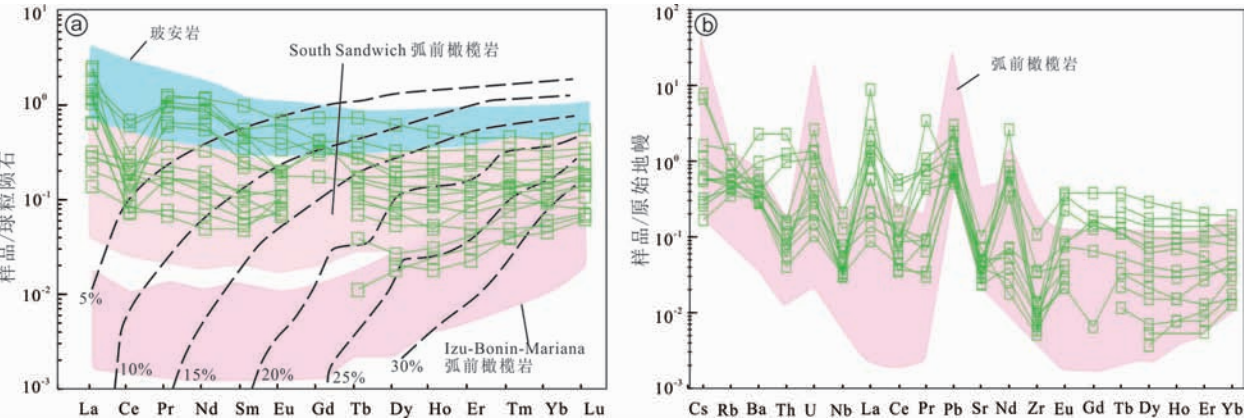 ⓐ
玻安岩
South Sandwich 弧前橄榄岩
Izu-Bonin-Mariana
弧前橄榄岩
5%
10%
15%
20%
25%
30%
样品/球粒陨石
10¹
10⁰
10⁻¹
10⁻²
10⁻³
La Ce Pr Nd Sm Eu Gd Tb Dy Ho Er Tm Yb Lu
ⓑ
弧前橄榄岩
样品/原始地幔
10²
10¹
10⁰
10⁻¹
10⁻²
10⁻³
Cs Rb Ba Th U Nb La Ce Pr Pb Sr Nd Zr Eu Gd Tb Dy Ho Er Yb